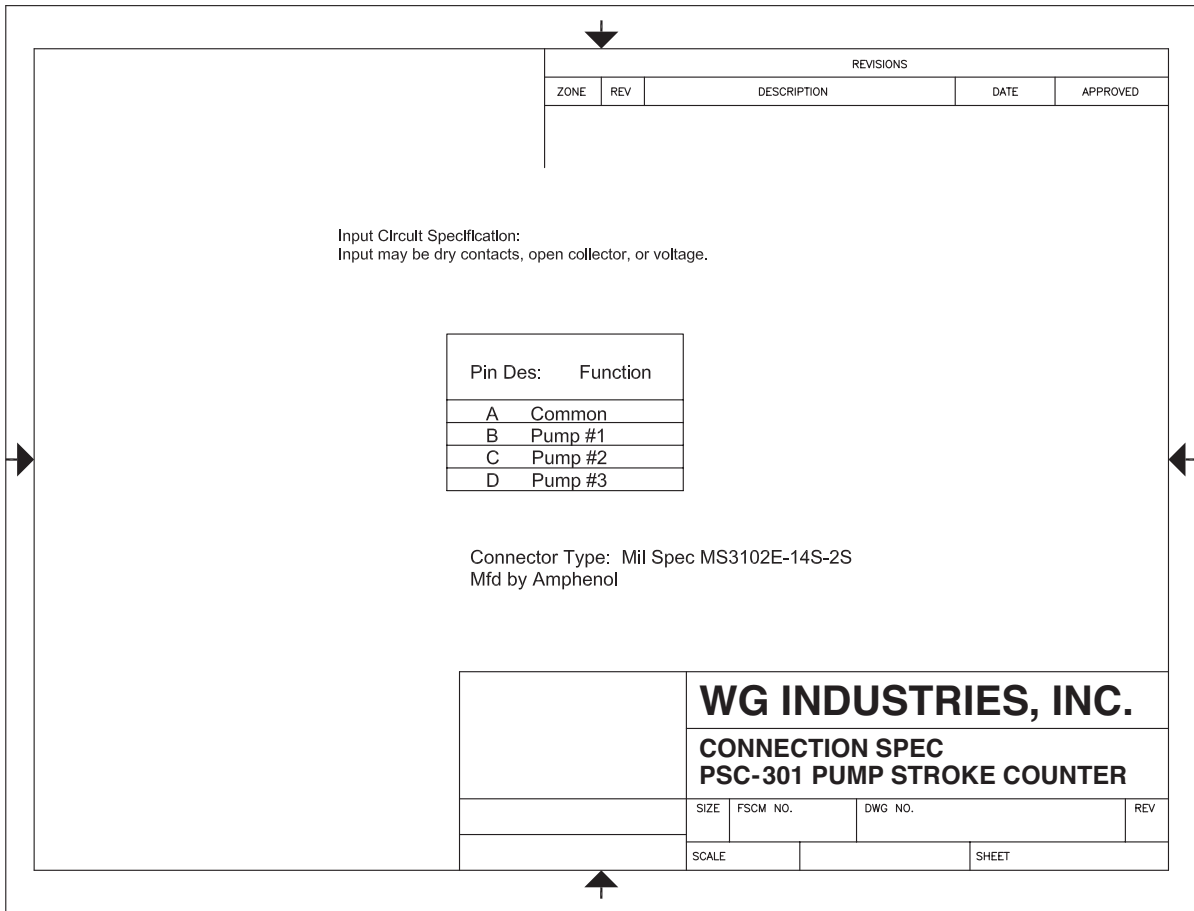 REVISIONS
ZONE REV DESCRIPTION DATE APPROVED
Input Circuit Specification:
Input may be dry contacts, open collector, or voltage.
Pin Des: Function
A Common
B Pump #1
C Pump #2
D Pump #3
Connector Type: Mil Spec MS3102E-14S-2S
Mfd by Amphenol
WG INDUSTRIES, INC.
CONNECTION SPEC
PSC-301 PUMP STROKE COUNTER
SIZE FSCM NO. DWG NO. REV
SCALE SHEET